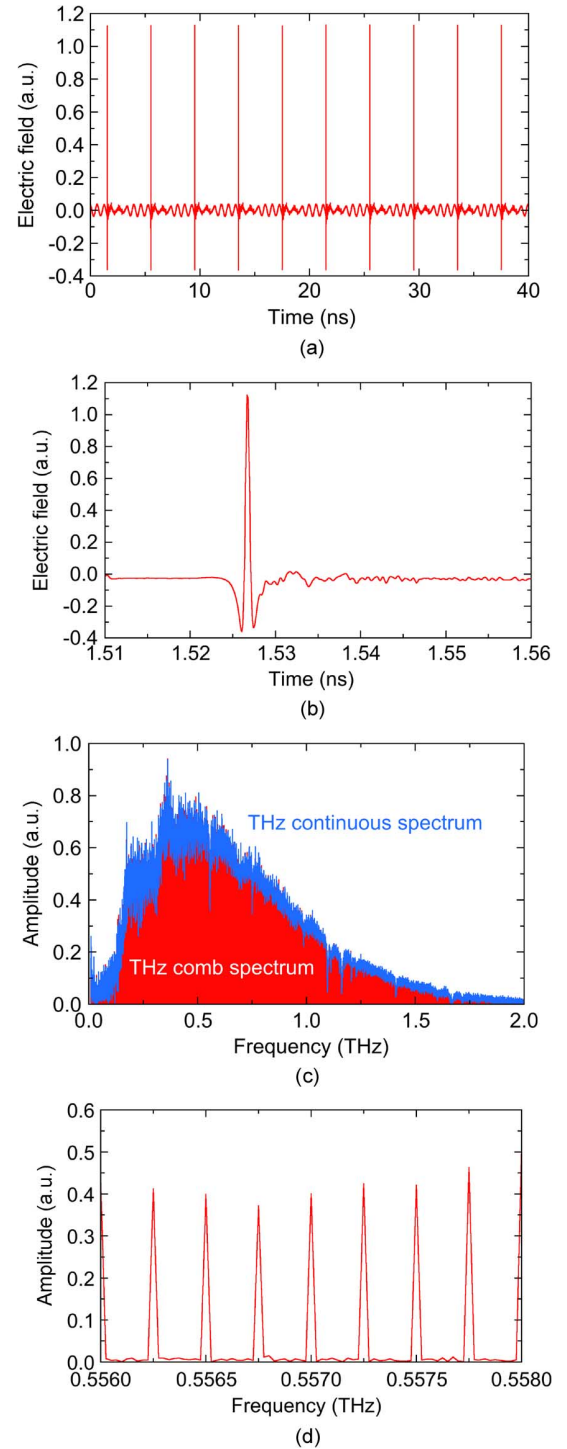 1.2
1.0
0.8
0.6
0.4
0.2
0.0
-0.2
-0.4
Electric field (a.u.)
0 10 20 30 40
Time (ns)
(a)
1.2
1.0
0.8
0.6
0.4
0.2
0.0
-0.2
-0.4
Electric field (a.u.)
1.51 1.52 1.53 1.54 1.55 1.56
Time (ns)
(b)
1.0
0.8
0.6
0.4
0.2
0.0
Amplitude (a.u.)
THz continuous spectrum
THz comb spectrum
0.0 0.5 1.0 1.5 2.0
Frequency (THz)
(c)
0.6
0.5
0.4
0.3
0.2
0.1
0.0
Amplitude (a.u.)
0.5560 0.5565 0.5570 0.5575 0.5580
Frequency (THz)
(d)